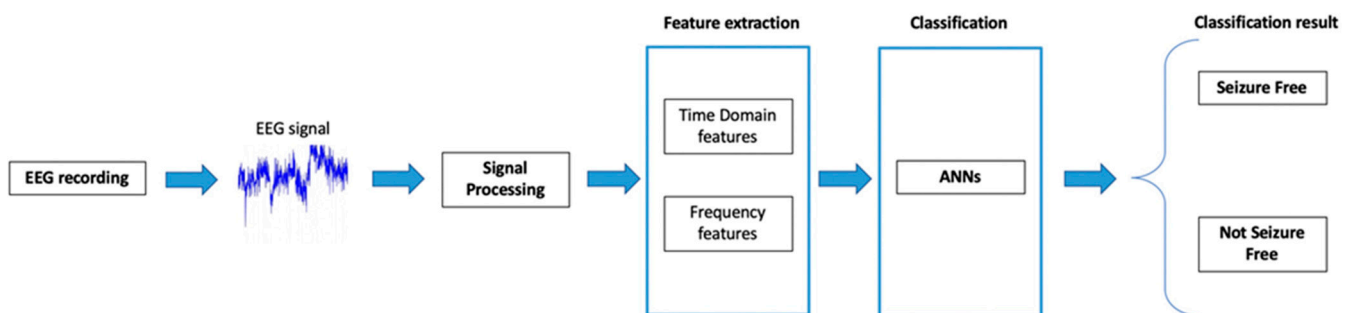 EEG recording
EEG signal
Signal
Processing
Feature extraction
Time Domain
features
Frequency
features
Classification
ANNs
Classification result
Seizure Free
Not Seizure
Free